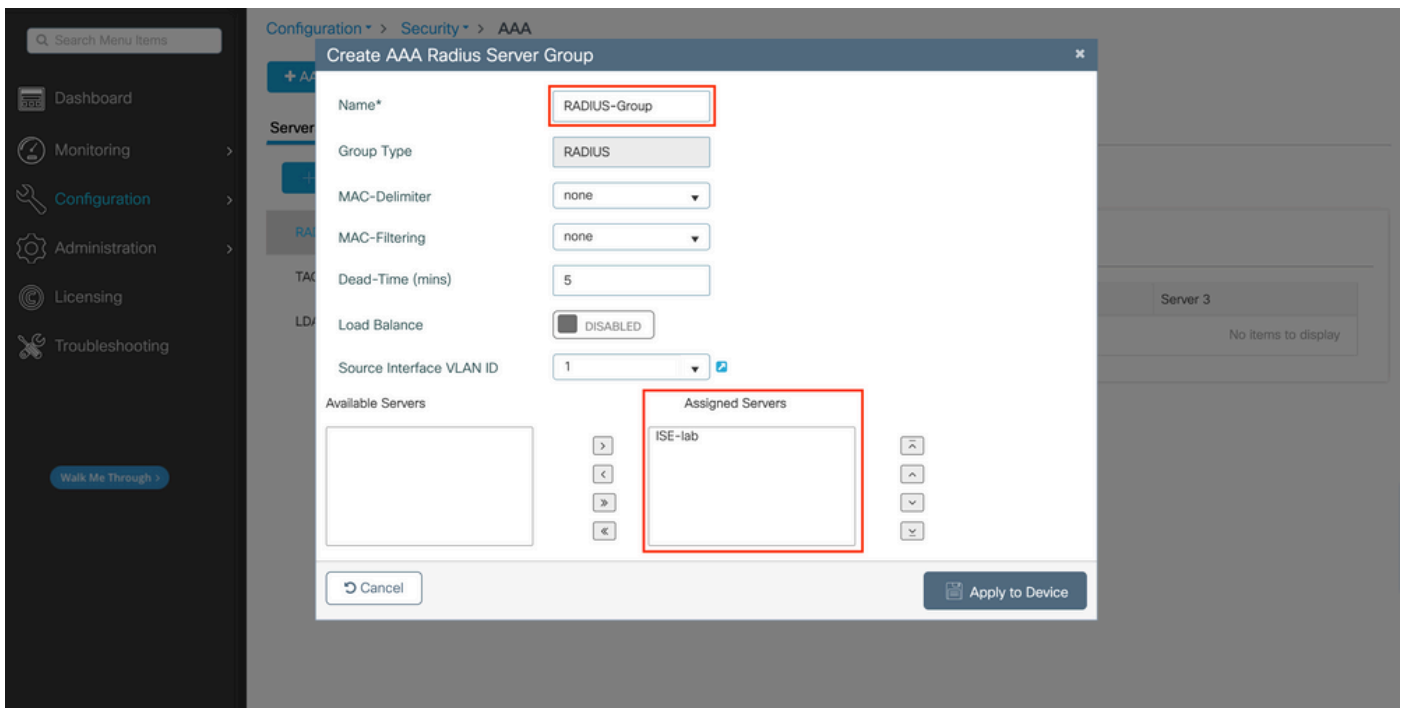 Search Menu Items
Dashboard
Monitoring
Configuration
Administration
Licensing
Troubleshooting
Walk Me Through >
Configuration > Security > AAA
+ AA
Server
+
RAD
TAC
LDA
Create AAA Radius Server Group
Name* RADIUS-Group
Group Type RADIUS
MAC-Delimiter none
MAC-Filtering none
Dead-Time (mins) 5
Load Balance DISABLED
Source Interface VLAN ID 1
Available Servers Assigned Servers
ISE-lab
Cancel Apply to Device
Server 3
No items to display